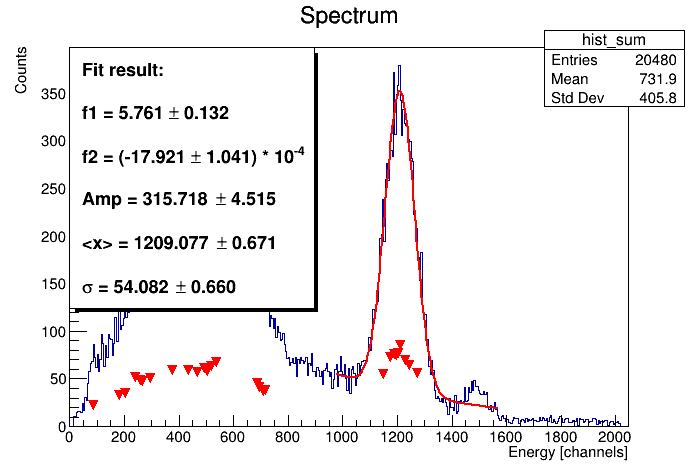 Spectrum
hist_sum
Entries 20480
Mean 731.9
Std Dev 405.8
Counts
Fit result:
f1 = 5.761 ± 0.132
f2 = (-17.921 ± 1.041) * 10⁻⁴
Amp = 315.718 ± 4.515
<x> = 1209.077 ± 0.671
σ = 54.082 ± 0.660
350
300
250
200
150
100
50
0
0 200 400 600 800 1000 1200 1400 1600 1800 2000
Energy [channels]